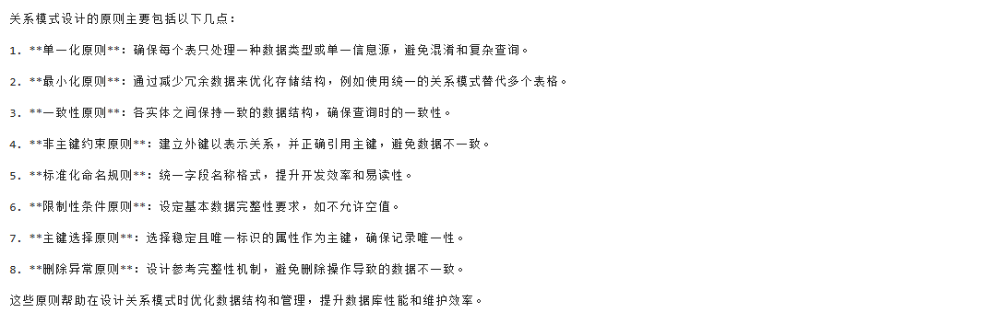 关系模式设计的原则主要包括以下几点：
1. **单一化原则**：确保每个表只处理一种数据类型或单一信息源，避免混淆和复杂查询。
2. **最小化原则**：通过减少冗余数据来优化存储结构，例如使用统一的关系模式替代多个表格。
3. **一致性原则**：各实体之间保持一致的数据结构，确保查询时的一致性。
4. **非主键约束原则**：建立外键以表示关系，并正确引用主键，避免数据不一致。
5. **标准化命名规则**：统一字段名称格式，提升开发效率和易读性。
6. **限制性条件原则**：设定基本数据完整性要求，如不允许空值。
7. **主键选择原则**：选择稳定且唯一标识的属性作为主键，确保记录唯一性。
8. **删除异常原则**：设计参考完整性机制，避免删除操作导致的数据不一致。
这些原则帮助在设计关系模式时优化数据结构和管理，提升数据库性能和维护效率。